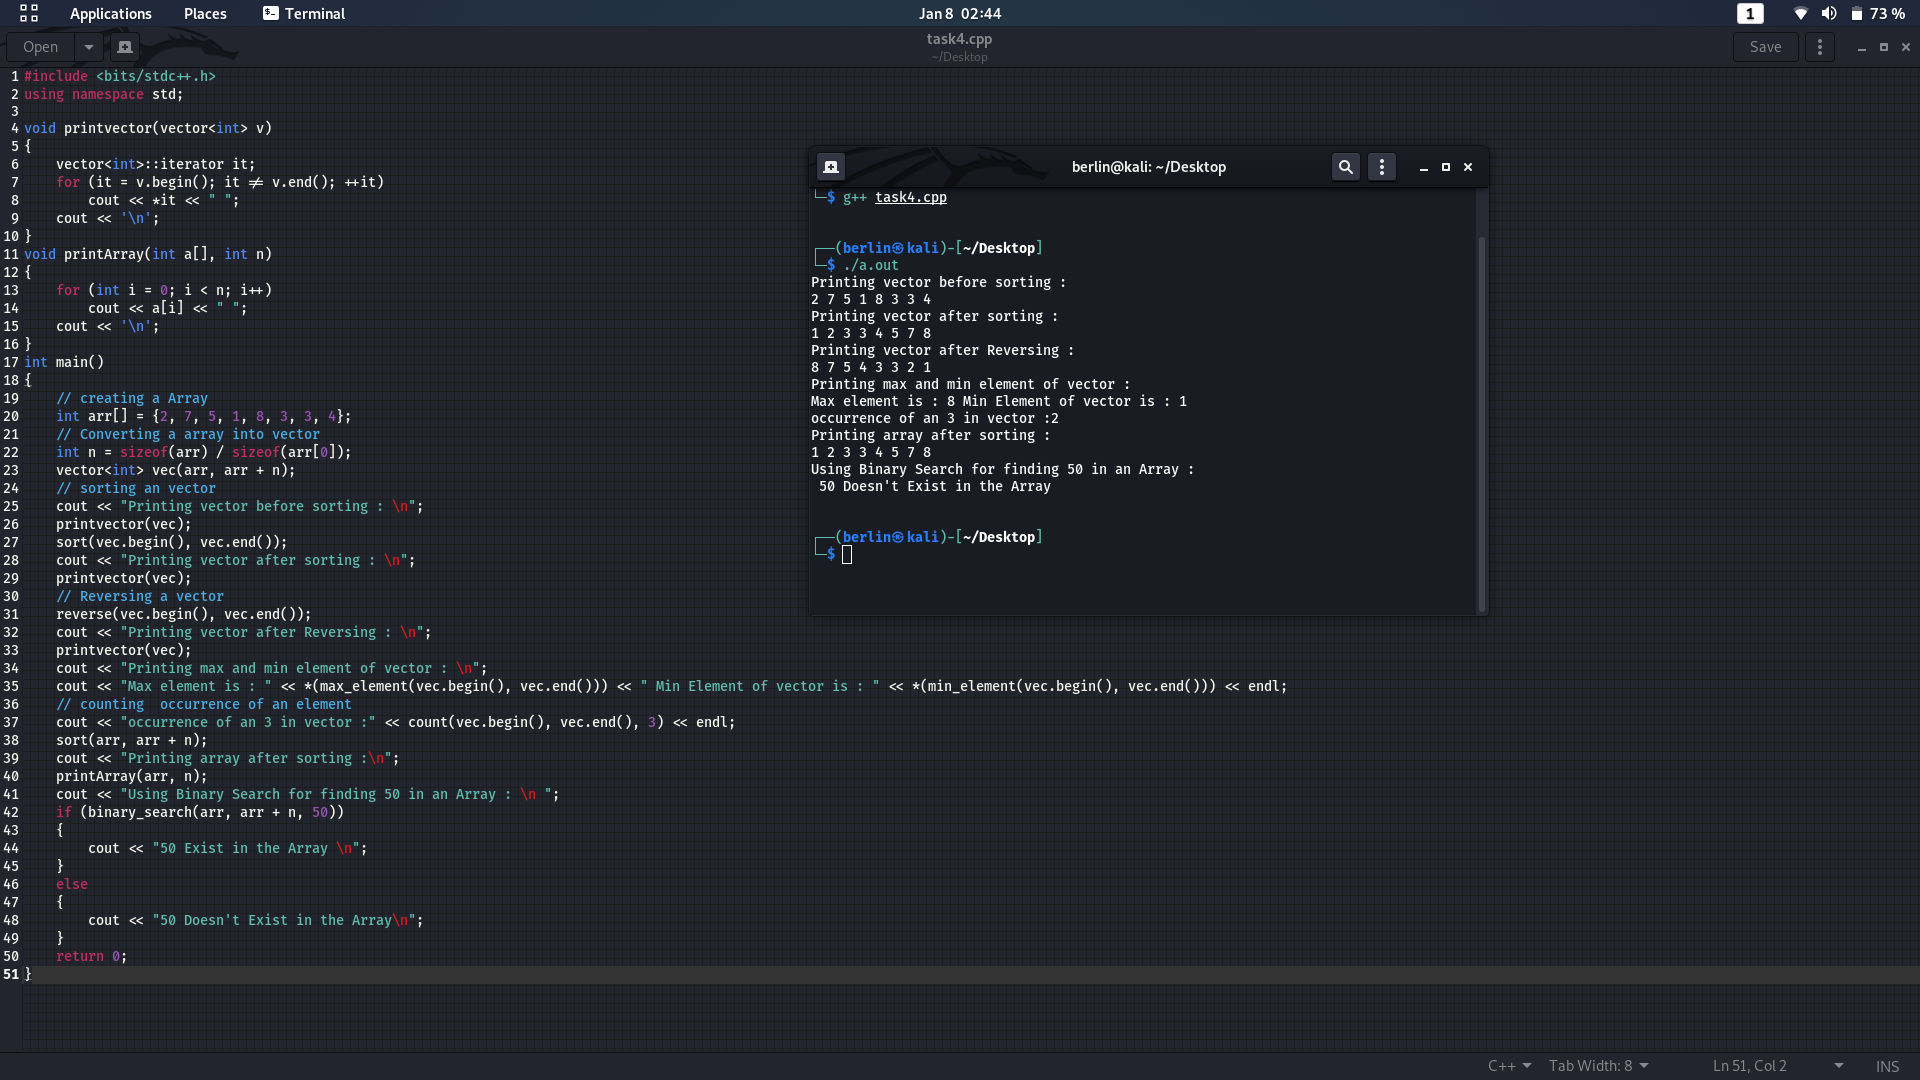 Applications Places Terminal Jan 8 02:44 1 73 %
Open task4.cpp Save
~/Desktop
1 #include <bits/stdc++.h>
2 using namespace std;
3
4 void printvector(vector<int> v)
5 {
6     vector<int>::iterator it;
7     for (it = v.begin(); it != v.end(); ++it)
8         cout << *it << " ";
9     cout << '\n';
10 }
11 void printArray(int a[], int n)
12 {
13     for (int i = 0; i < n; i++)
14         cout << a[i] << " ";
15     cout << '\n';
16 }
17 int main()
18 {
19     // creating a Array
20     int arr[] = {2, 7, 5, 1, 8, 3, 3, 4};
21     // Converting a array into vector
22     int n = sizeof(arr) / sizeof(arr[0]);
23     vector<int> vec(arr, arr + n);
24     // sorting an vector
25     cout << "Printing vector before sorting : \n";
26     printvector(vec);
27     sort(vec.begin(), vec.end());
28     cout << "Printing vector after sorting : \n";
29     printvector(vec);
30     // Reversing a vector
31     reverse(vec.begin(), vec.end());
32     cout << "Printing vector after Reversing : \n";
33     printvector(vec);
34     cout << "Printing max and min element of vector : \n";
35     cout << "Max element is : " << *(max_element(vec.begin(), vec.end())) << " Min Element of vector is : " << *(min_element(vec.begin(), vec.end())) << endl;
36     // counting  occurrence of an element
37     cout << "occurrence of an 3 in vector :" << count(vec.begin(), vec.end(), 3) << endl;
38     sort(arr, arr + n);
39     cout << "Printing array after sorting :\n";
40     printArray(arr, n);
41     cout << "Using Binary Search for finding 50 in an Array : \n ";
42     if (binary_search(arr, arr + n, 50))
43     {
44         cout << "50 Exist in the Array \n";
45     }
46     else
47     {
48         cout << "50 Doesn't Exist in the Array\n";
49     }
50     return 0;
51 }
berlin@kali: ~/Desktop
└─$ g++ task4.cpp
┌──(berlin㉿kali)-[~/Desktop]
└─$ ./a.out
Printing vector before sorting :
2 7 5 1 8 3 3 4
Printing vector after sorting :
1 2 3 3 4 5 7 8
Printing vector after Reversing :
8 7 5 4 3 3 2 1
Printing max and min element of vector :
Max element is : 8 Min Element of vector is : 1
occurrence of an 3 in vector :2
Printing array after sorting :
1 2 3 3 4 5 7 8
Using Binary Search for finding 50 in an Array :
 50 Doesn't Exist in the Array
┌──(berlin㉿kali)-[~/Desktop]
└─$
C++ Tab Width: 8 Ln 51, Col 2 INS